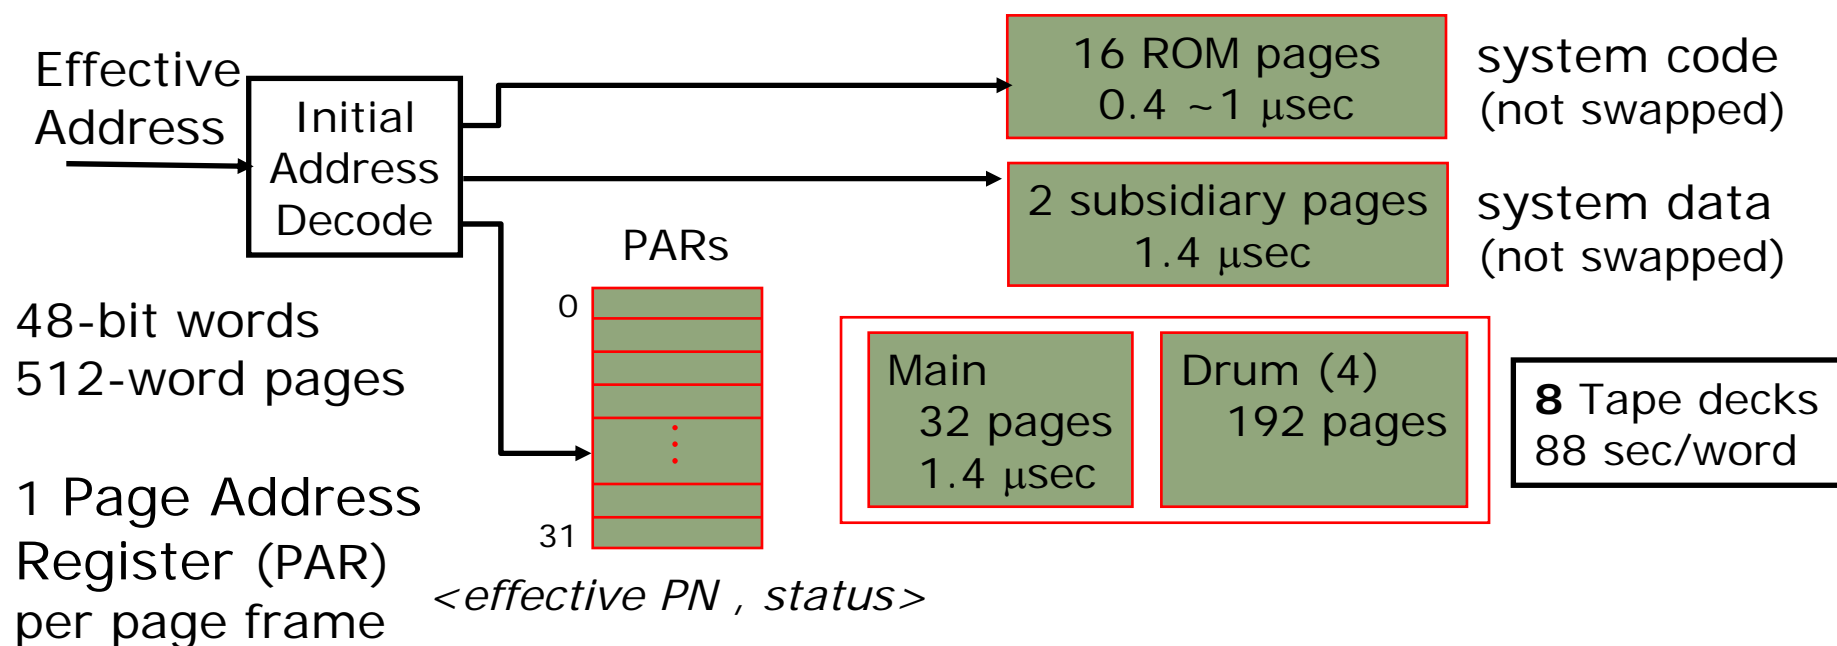 Effective
Address
Initial
Address
Decode
16 ROM pages
0.4 ~1 μsec
system code
(not swapped)
2 subsidiary pages
1.4 μsec
system data
(not swapped)
PARs
0
31
<effective PN , status>
48-bit words
512-word pages
1 Page Address
Register (PAR)
per page frame
Main
32 pages
1.4 μsec
Drum (4)
192 pages
8 Tape decks
88 sec/word